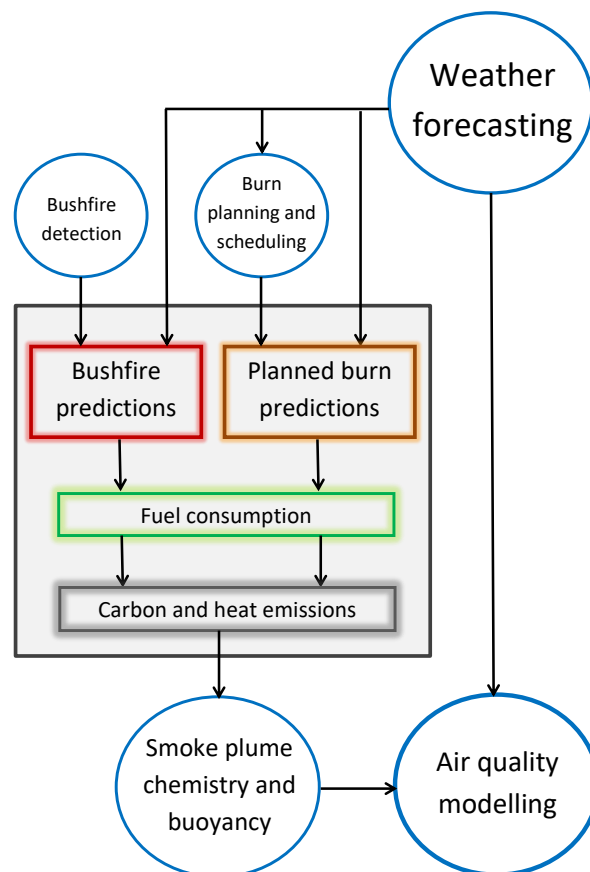 Weather
forecasting
Bushfire
detection
Burn
planning and
scheduling
Bushfire
predictions
Planned burn
predictions
Fuel consumption
Carbon and heat emissions
Smoke plume
chemistry and
buoyancy
Air quality
modelling